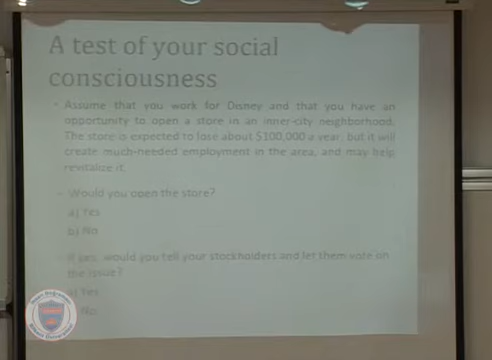 A test of your social
consciousness
Assume that you work for Disney and that you have an
opportunity to open a store in an inner-city neighborhood.
The store is expected to lose about $100,000 a year, but it will
create much-needed employment in the area, and may help
revitalize it.
Would you open the store?
a) Yes
b) No
If yes, would you tell your stockholders and let them vote on
the issue?
Yes
No